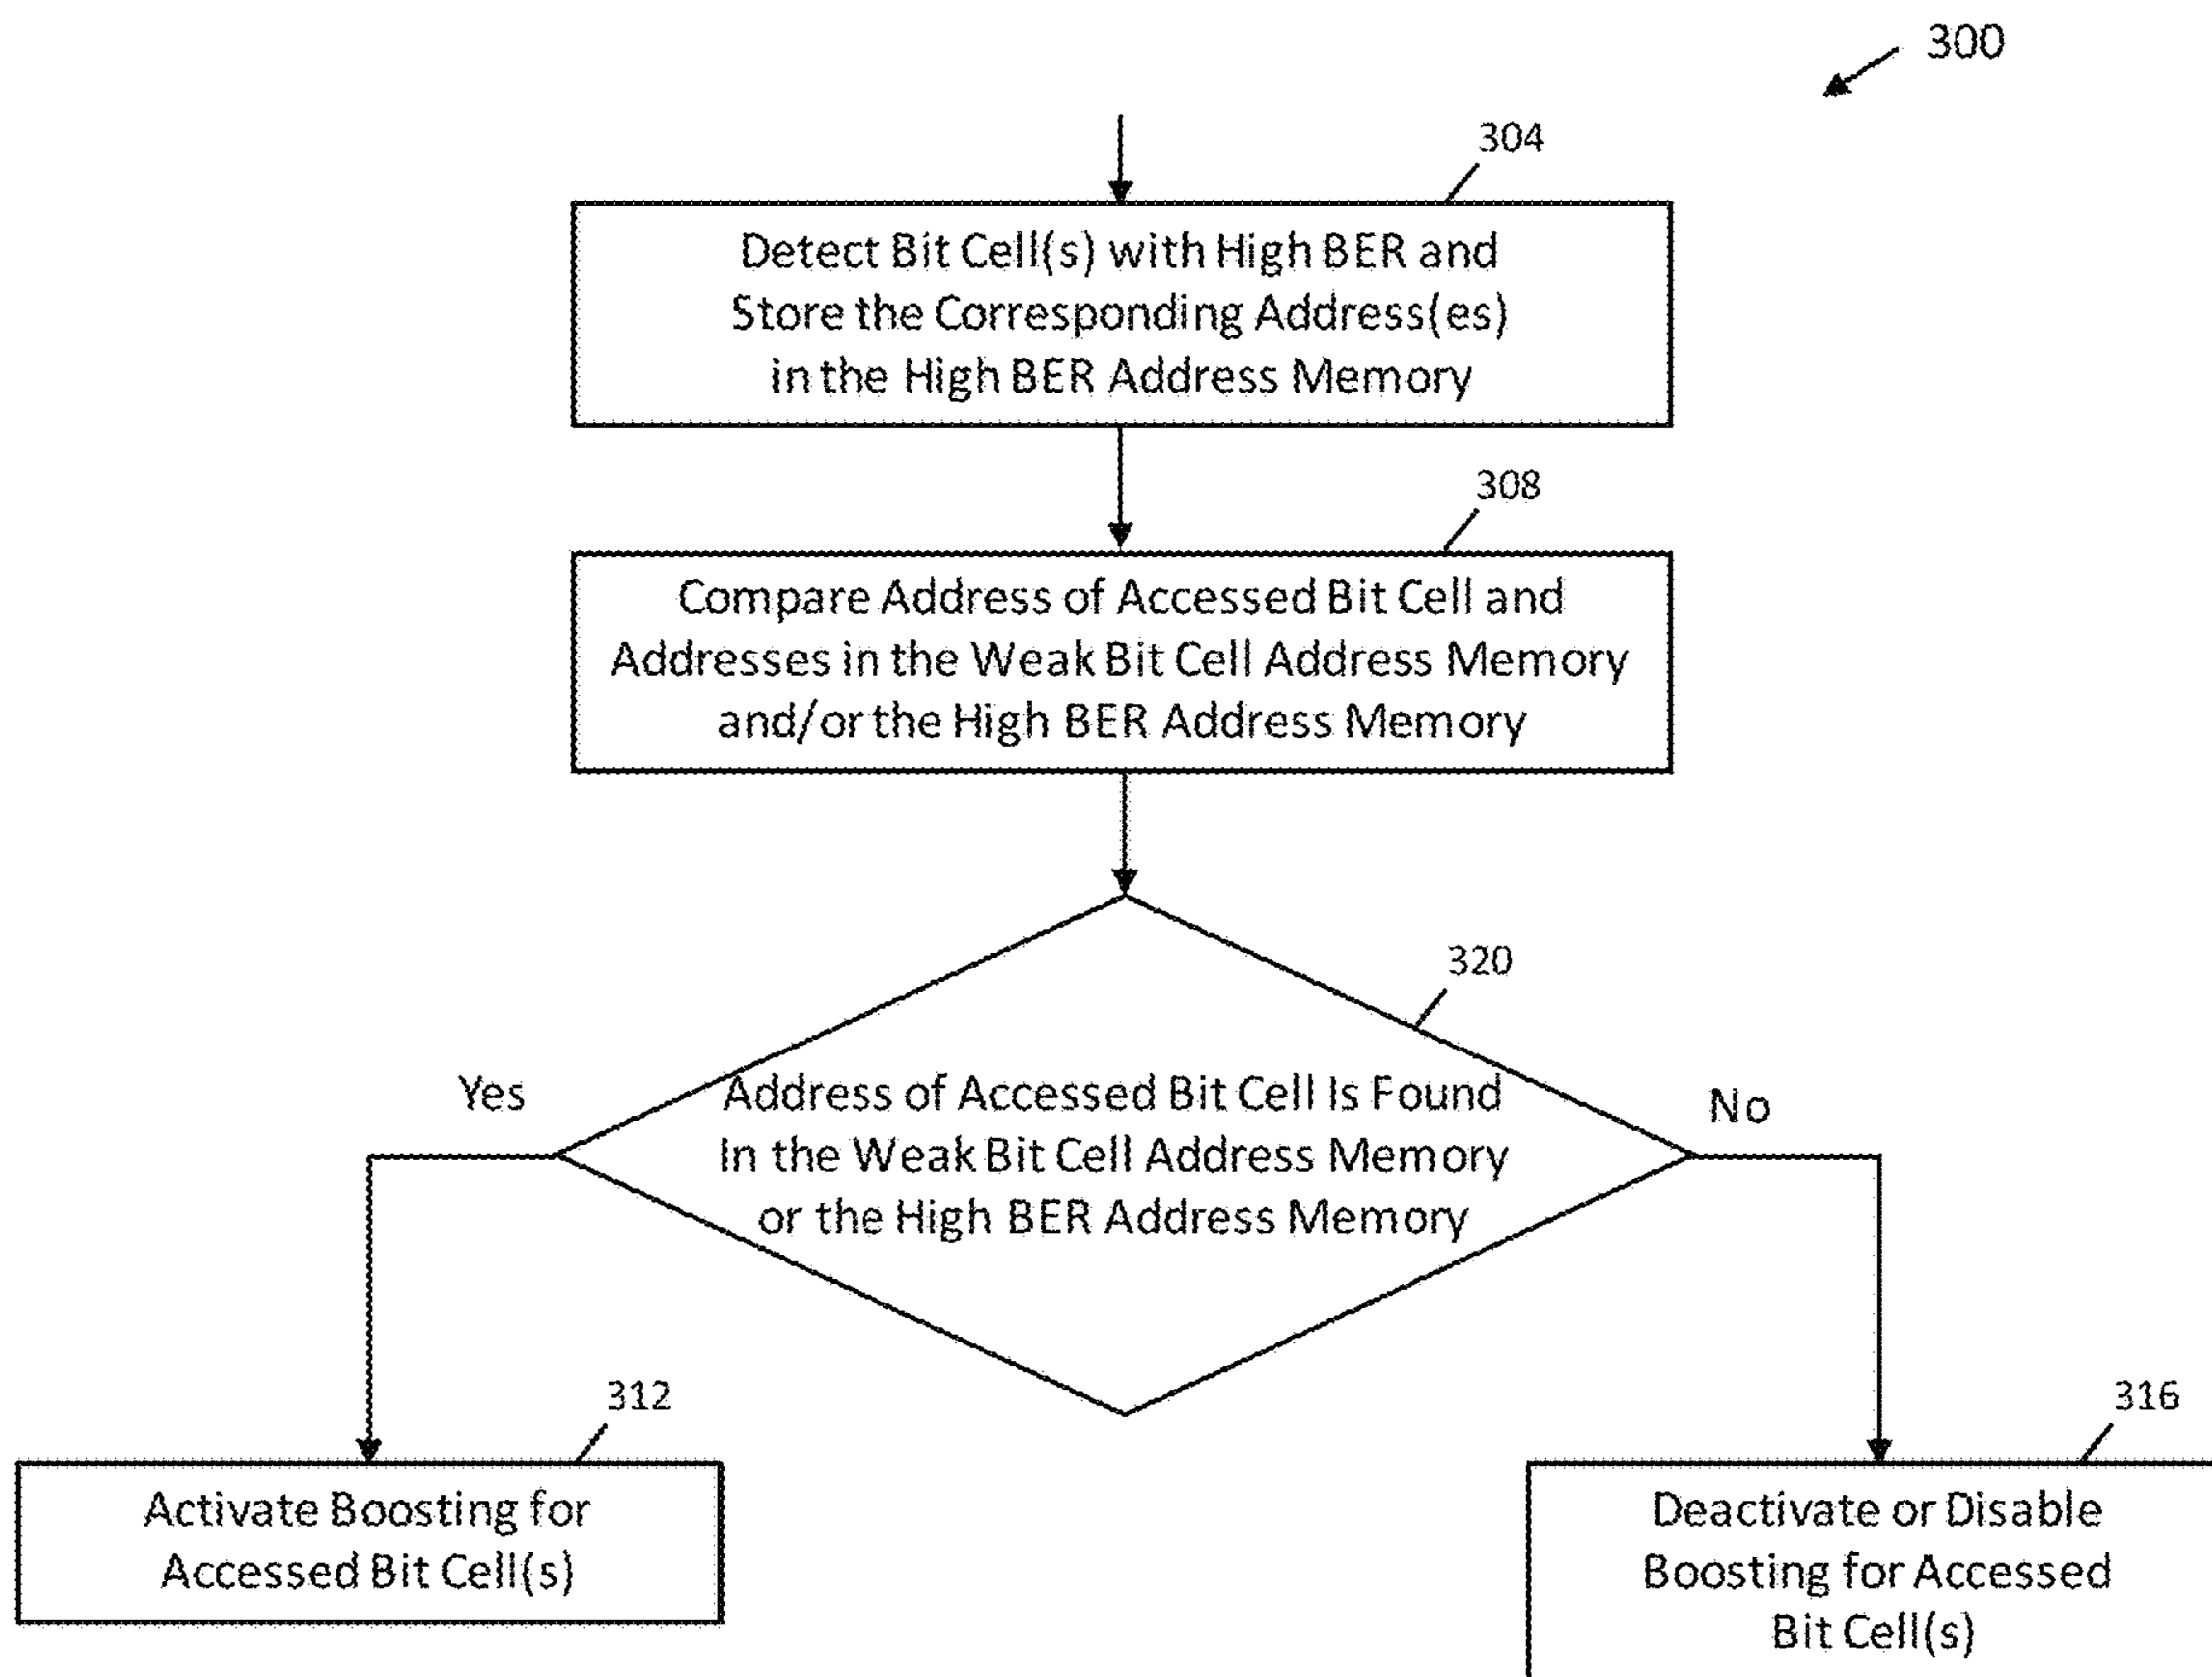 300
304
Detect Bit Cell(s) with High BER and
Store the Corresponding Address(es)
in the High BER Address Memory
308
Compare Address of Accessed Bit Cell and
Addresses in the Weak Bit Cell Address Memory
and/or the High BER Address Memory
320
Yes
Address of Accessed Bit Cell Is Found
In the Weak Bit Cell Address Memory
or the High BER Address Memory
No
312
Activate Boosting for
Accessed Bit Cell(s)
316
Deactivate or Disable
Boosting for Accessed
Bit Cell(s)